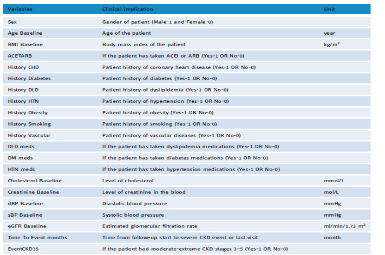 Variables Clinical implication Unit
Sex Gender of patient (Male-1 and Female-0)
Age Baseline Age of the patient year
BMI Baseline Body mass index of the patient kg/m²
ACEIARB If the patient has taken ACEI or ARB (Yes-1 OR No-0)
History CHD Patient history of coronary heart disease (Yes-1 OR No-0)
History Diabetes Patient history of diabetes (Yes-1 OR No-0)
History DLD Patient history of dyslipidemia (Yes-1 OR No-0)
History HTN Patient history of hypertension (Yes-1 OR No-0)
History Obesity Patient history of obesity (Yes-1 OR No-0)
History Smoking Patient history of smoking (Yes-1 OR No-0)
History Vascular Patient history of vascular diseases (Yes-1 OR No-0)
DLD meds If the patient has taken dyslipidemia medications (Yes-1 OR No-0)
DM meds If the patient has taken diabetes medications (Yes-1 OR No-0)
HTN meds If the patient has taken hypertension medications (Yes-1 OR No-0)
Cholesterol Baseline Level of cholesterol mmol/L
Creatinine Baseline Level of creatinine in the blood mol/L
dBP Baseline Diastolic blood pressure mmHg
sBP Baseline Systolic blood pressure mmHg
eGFR Baseline Estimated glomerular filtration rate ml/min/1.73 m²
Time To Event months Time from follow-up start to severe CKD event or last visit month
EventCKD35 If the patient had moderate-extreme CKD stages 3-5 (Yes-1 OR No-0)